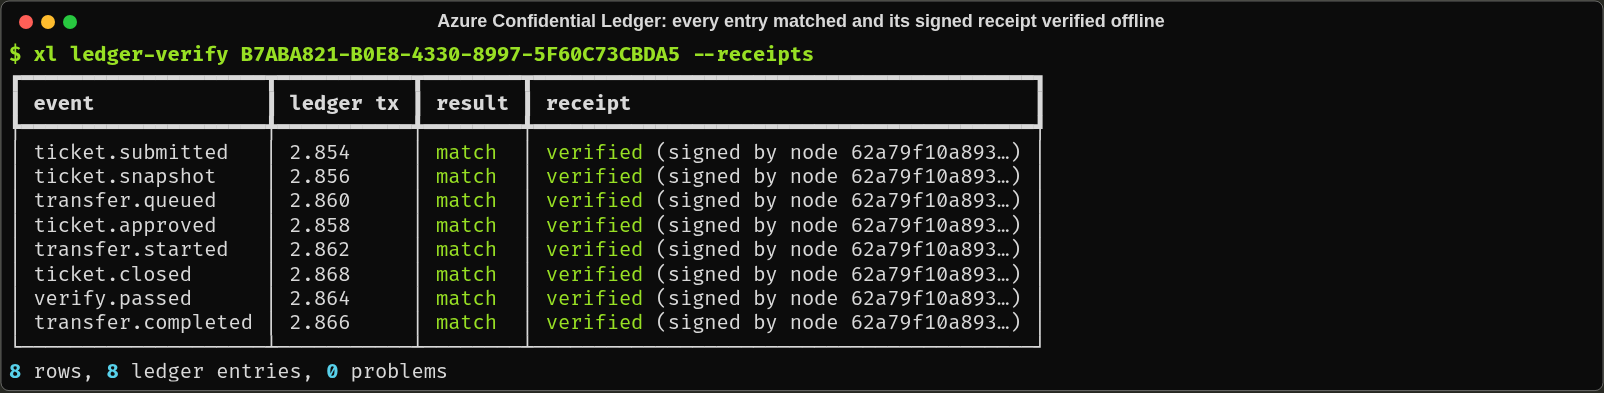 Azure Confidential Ledger: every entry matched and its signed receipt verified offline
$ xl ledger-verify B7ABA821-B0E8-4330-8997-5F60C73CBDA5 --receipts
event ledger tx result receipt
ticket.submitted 2.854 match verified (signed by node 62a79f10a893…)
ticket.snapshot 2.856 match verified (signed by node 62a79f10a893…)
transfer.queued 2.860 match verified (signed by node 62a79f10a893…)
ticket.approved 2.858 match verified (signed by node 62a79f10a893…)
transfer.started 2.862 match verified (signed by node 62a79f10a893…)
ticket.closed 2.868 match verified (signed by node 62a79f10a893…)
verify.passed 2.864 match verified (signed by node 62a79f10a893…)
transfer.completed 2.866 match verified (signed by node 62a79f10a893…)
8 rows, 8 ledger entries, 0 problems